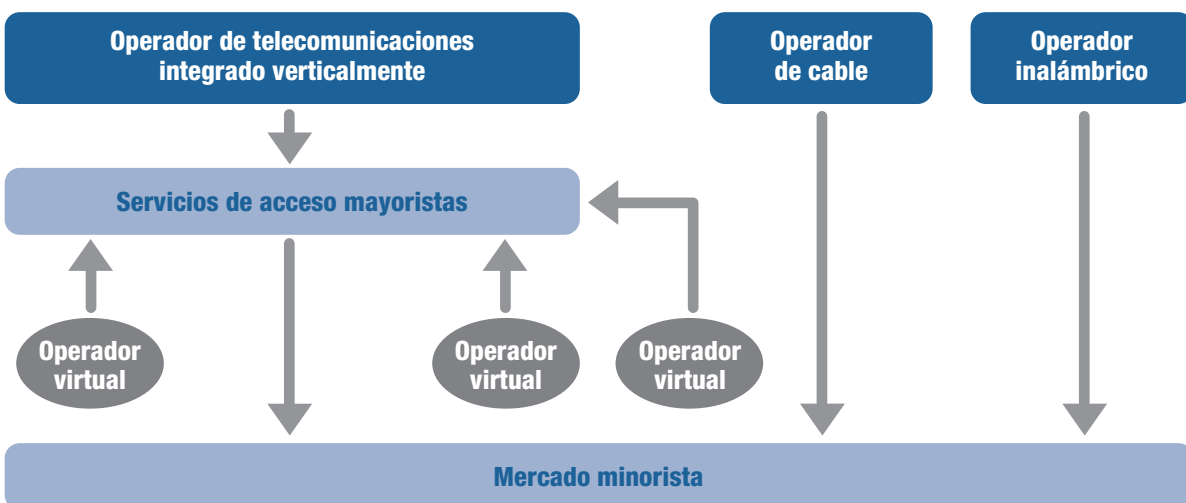 Operador de telecomunicaciones
integrado verticalmente
Operador
de cable
Operador
inalámbrico
Servicios de acceso mayoristas
Operador
virtual
Operador
virtual
Operador
virtual
Mercado minorista